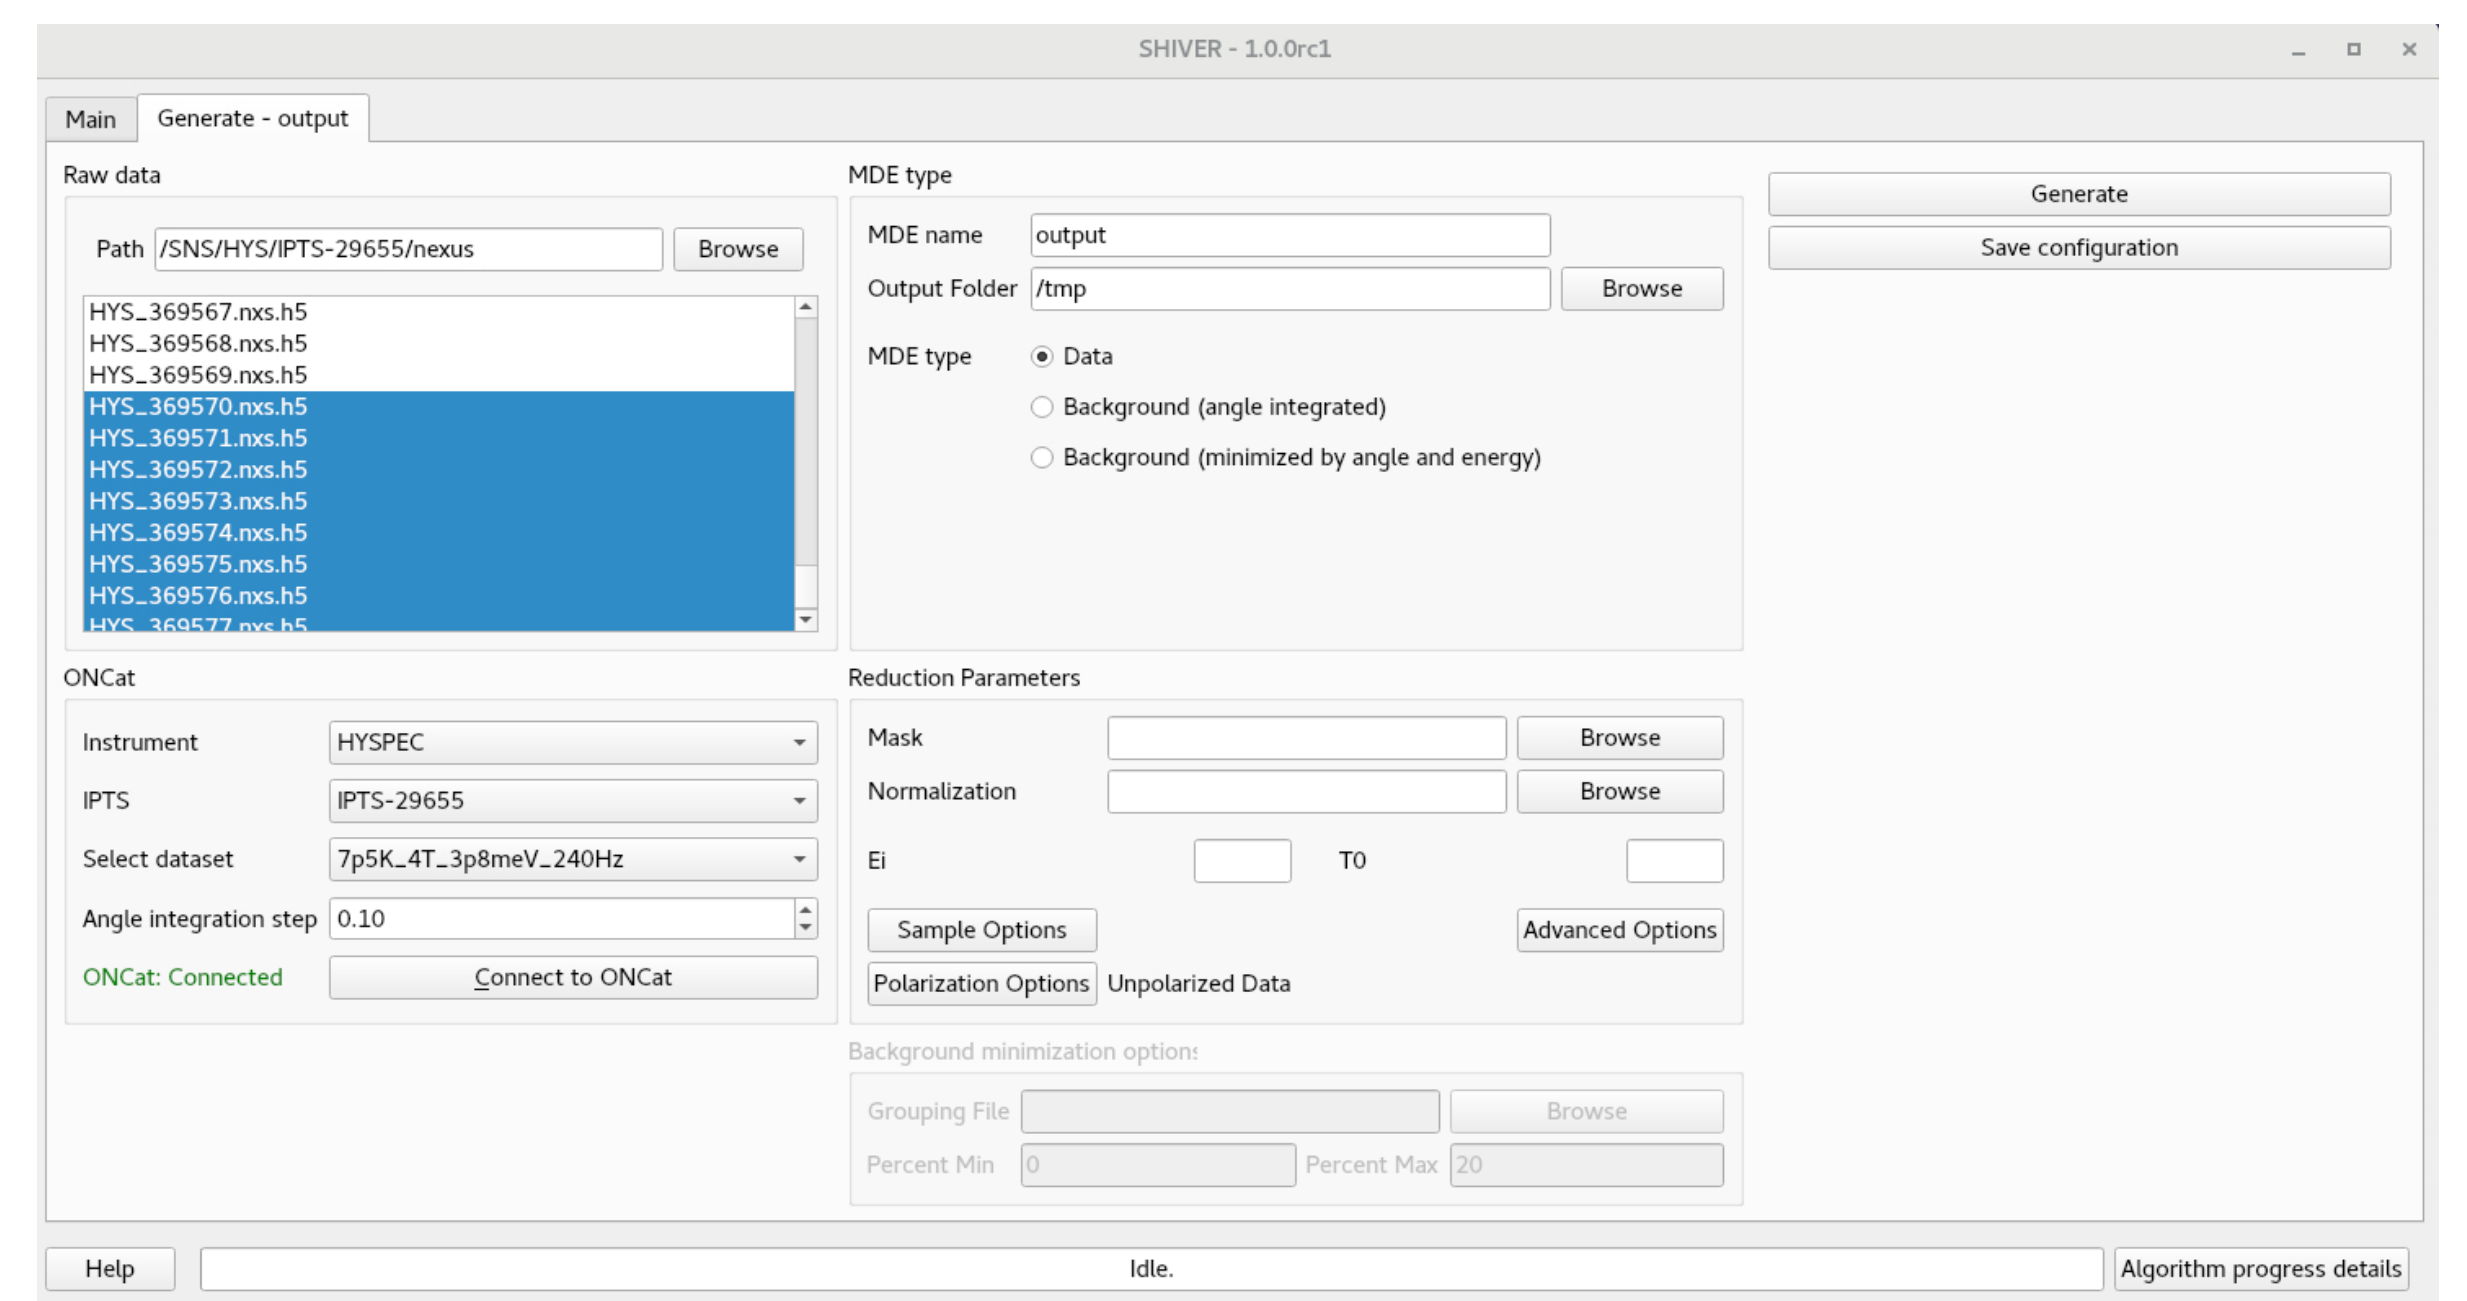 SHIVER - 1.0.0rc1
Main
Generate - output
Raw data
Path /SNS/HYS/IPTS-29655/nexus Browse
HYS_369567.nxs.h5
HYS_369568.nxs.h5
HYS_369569.nxs.h5
HYS_369570.nxs.h5
HYS_369571.nxs.h5
HYS_369572.nxs.h5
HYS_369573.nxs.h5
HYS_369574.nxs.h5
HYS_369575.nxs.h5
HYS_369576.nxs.h5
HYS_369577.nxs.h5
MDE type
MDE name output
Output Folder /tmp Browse
MDE type Data
Background (angle integrated)
Background (minimized by angle and energy)
Generate
Save configuration
ONCat
Instrument HYSPEC
IPTS IPTS-29655
Select dataset 7p5K_4T_3p8meV_240Hz
Angle integration step 0.10
ONCat: Connected Connect to ONCat
Reduction Parameters
Mask Browse
Normalization Browse
Ei T0
Sample Options Advanced Options
Polarization Options Unpolarized Data
Background minimization options
Grouping File Browse
Percent Min 0 Percent Max 20
Help Idle. Algorithm progress details